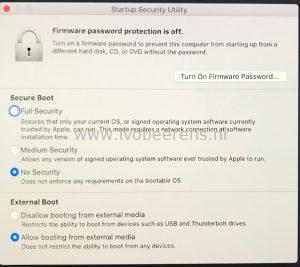 Startup Security Utility
Firmware password protection is off.
Turn on a firmware password to prevent this computer from starting up from a
different hard disk, CD, or DVD without the password.
Turn On Firmware Password...
Secure Boot
Full Security
Ensures that only your current OS, or signed operating system software currently
trusted by Apple, can run. This mode requires a network connection at software
installation time.
www.ivobeerens.nl
Medium Security
Allows any version of signed operating system software ever trusted by Apple to run.
No Security
Does not enforce any requirements on the bootable OS.
External Boot
Disallow booting from external media
Restricts the ability to boot from devices such as USB and Thunderbolt drives.
Allow booting from external media
Does not restrict the ability to boot from any devices.